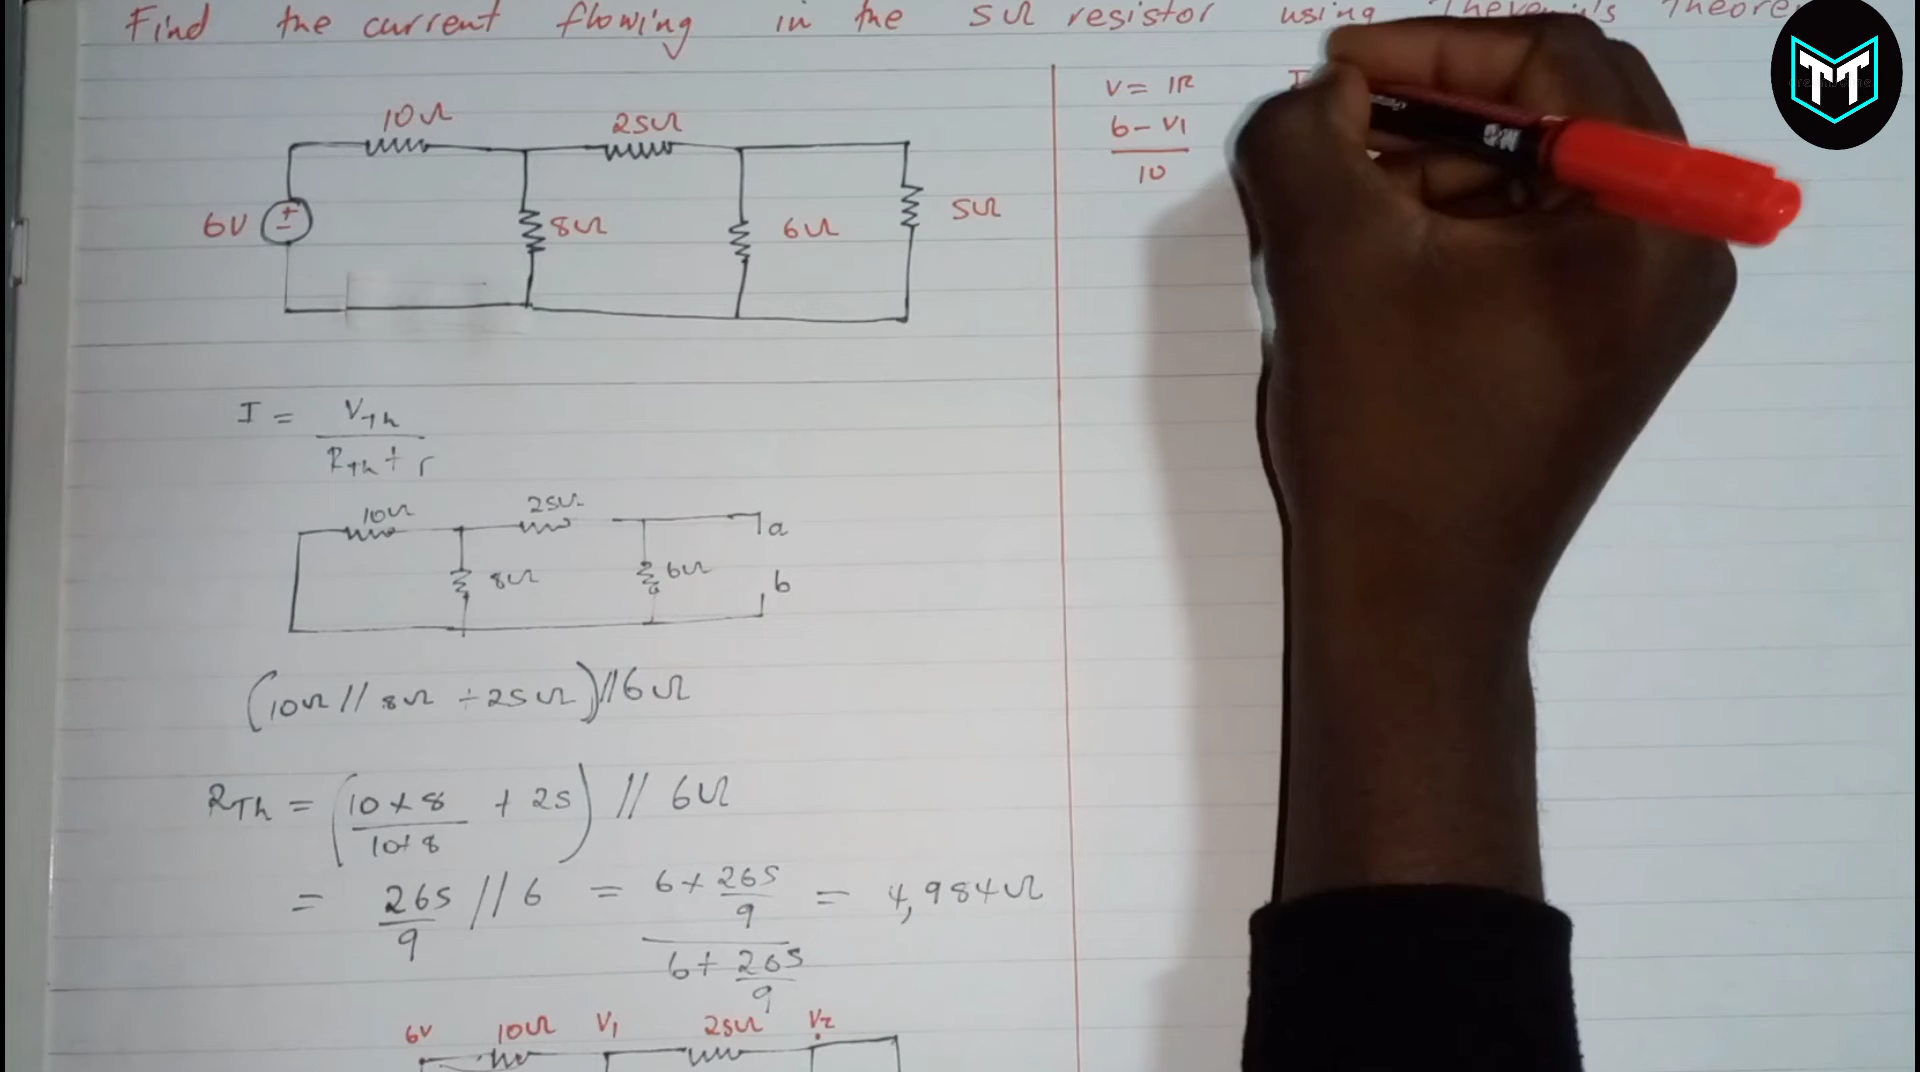 Find the current flowing in the 5Ω resistor using Theore
10Ω 25Ω
6V + - 8Ω 6Ω 5Ω
I = VTh / RTh + r
10Ω 25Ω
a
8Ω 6Ω b
(10Ω // 8Ω + 25Ω) // 6Ω
RTh = (10 × 8 / 10+8 + 25) // 6Ω
= 265/9 // 6 = 6 × 265/9 / 6 + 265/9 = 4,984Ω
6V 10Ω V1 25Ω V2
V = IR
6 - V1
10
I
TT